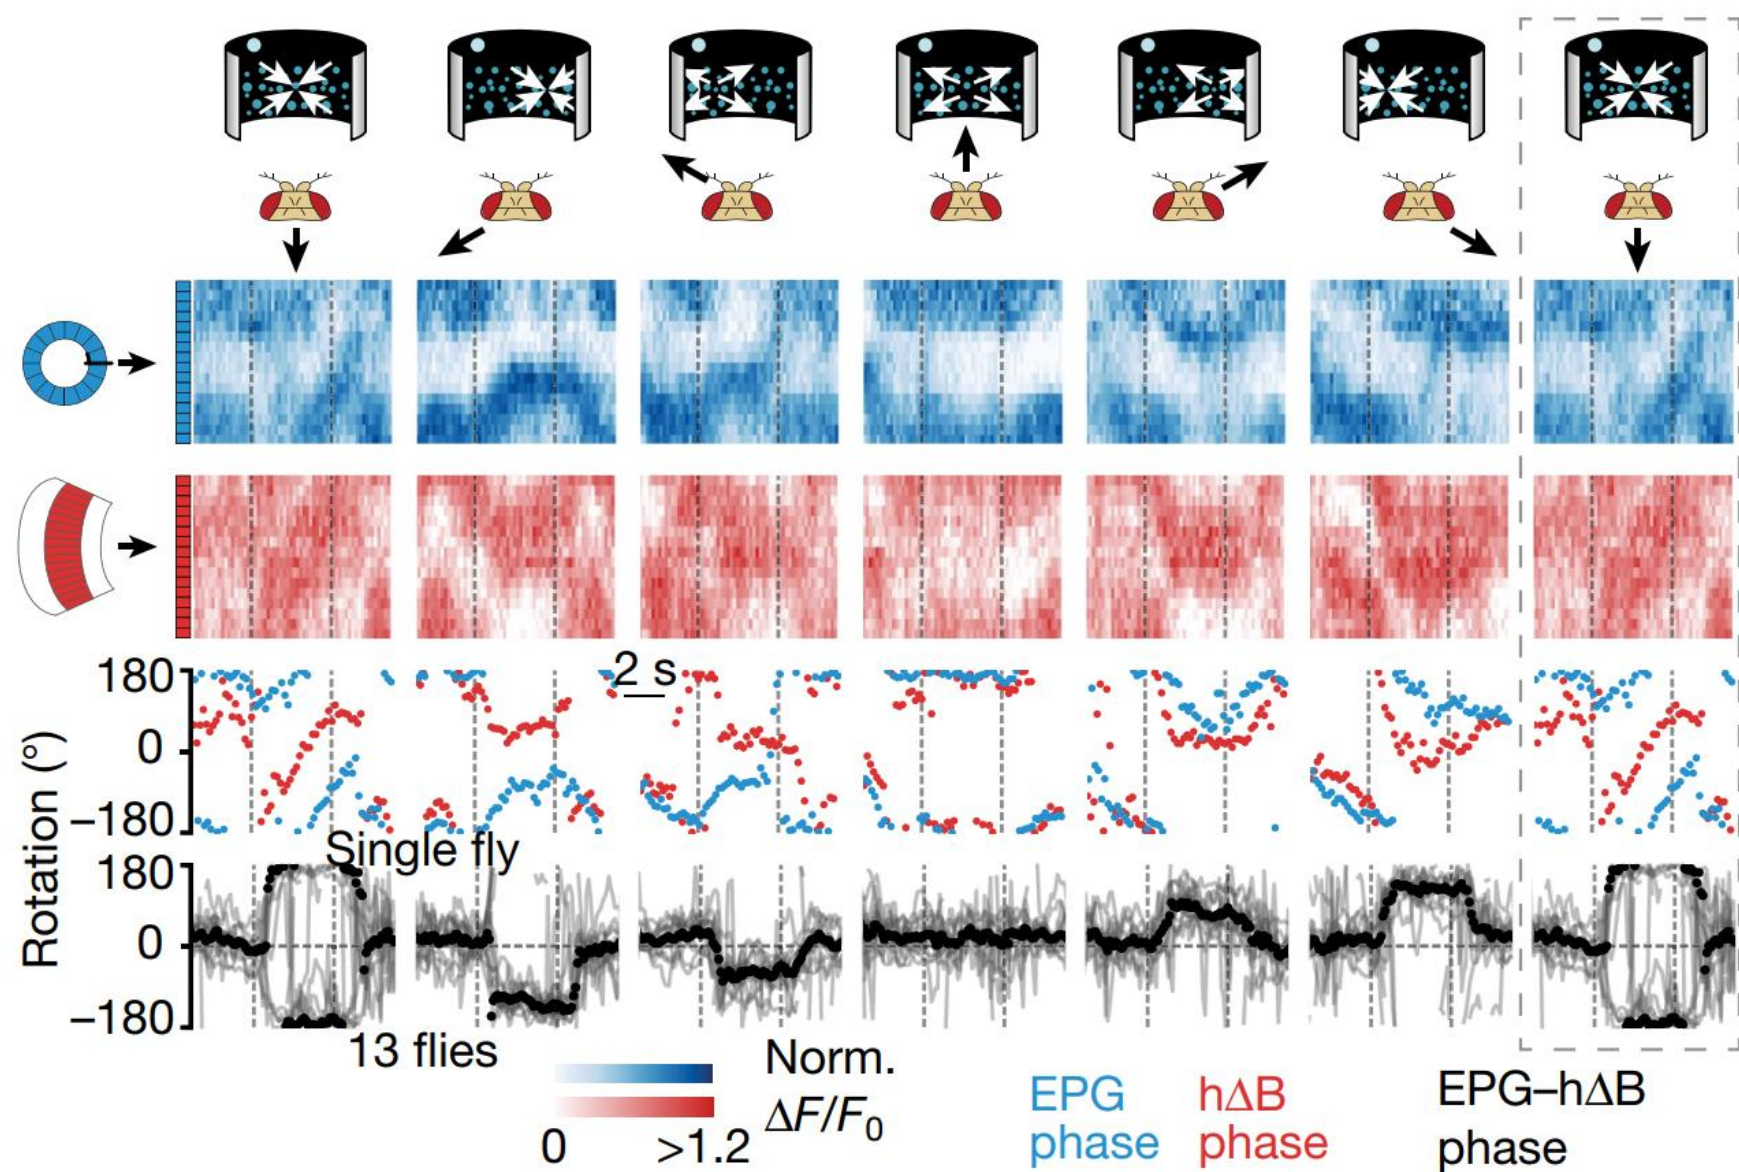 2 s
180
0
−180
Single fly
180
0
−180
Rotation (°)
13 flies
Norm.
ΔF/F0
0
>1.2
EPG
phase
hΔB
phase
EPG–hΔB
phase